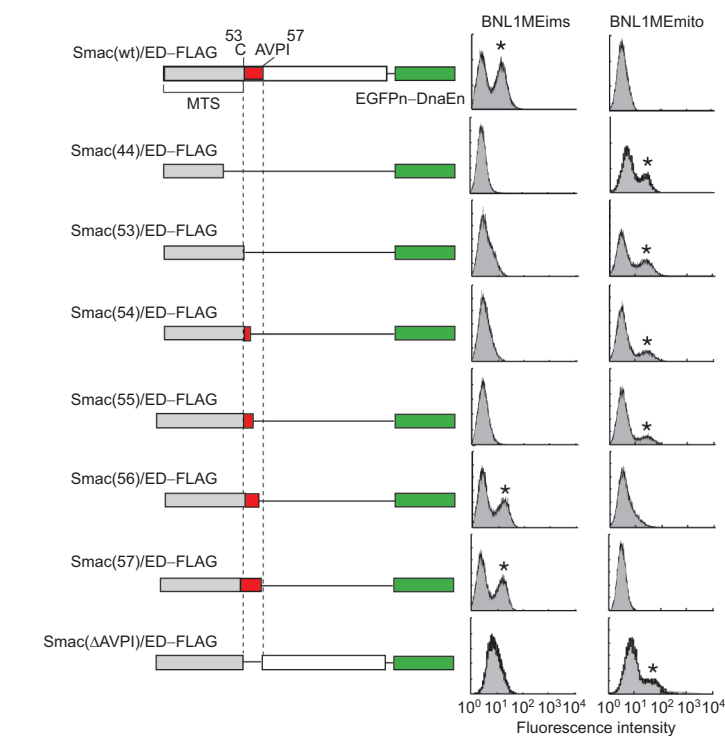 BNL1MEims BNL1MEmito
53 57
Smac(wt)/ED–FLAG C AVPI *
MTS EGFPn–DnaEn
Smac(44)/ED–FLAG *
Smac(53)/ED–FLAG *
Smac(54)/ED–FLAG *
Smac(55)/ED–FLAG *
Smac(56)/ED–FLAG *
Smac(57)/ED–FLAG *
Smac(ΔAVPI)/ED–FLAG *
10⁰ 10¹ 10² 10³ 10⁴ 10⁰ 10¹ 10² 10³ 10⁴
Fluorescence intensity